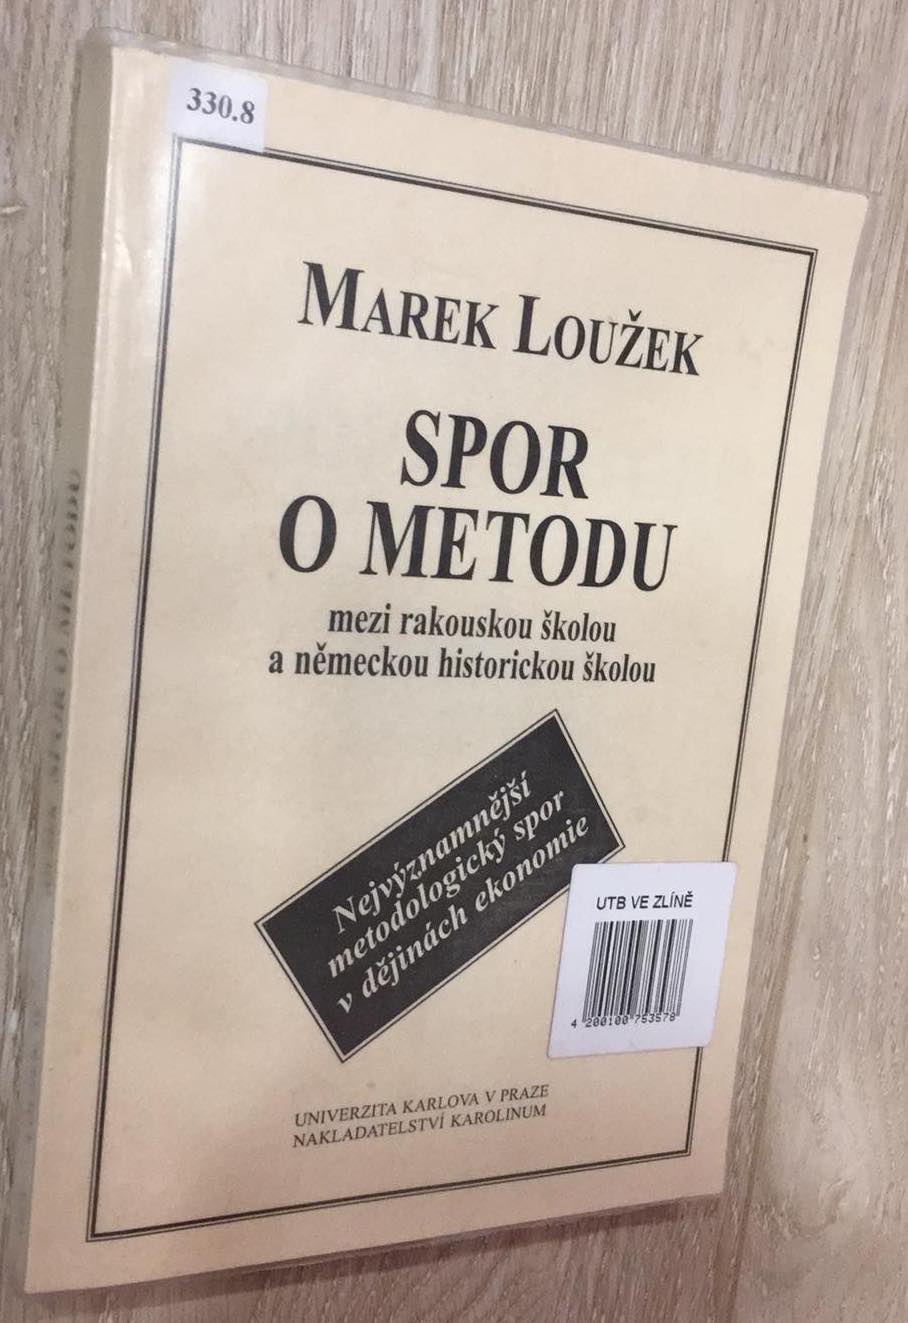 330.8
MAREK LOUŽEK
SPOR
O METODU
mezi rakouskou školou
a německou historickou školou
Nejvýznamnější
metodologický spor
v dějinách ekonomie
UTB VE ZLÍNĚ
4 200100 753578
UNIVERZITA KARLOVA V PRAZE
NAKLADATELSTVÍ KAROLINUM